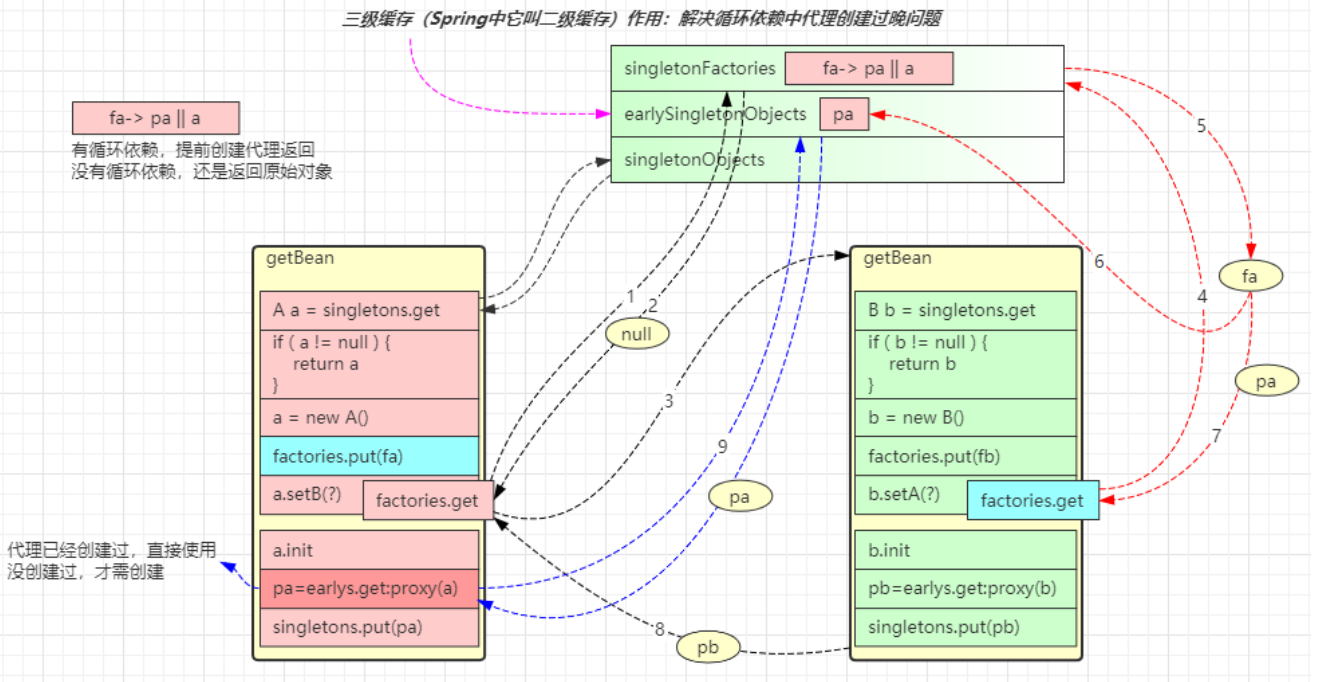 三级缓存（Spring中它叫二级缓存）作用：解决循环依赖中代理创建过晚问题
singletonFactories
fa-> pa || a
earlySingletonObjects
pa
singletonObjects
fa-> pa || a
有循环依赖，提前创建代理返回
没有循环依赖，还是返回原始对象
getBean
A a = singletons.get
if ( a != null ) {
return a
}
a = new A()
factories.put(fa)
a.setB(?)
factories.get
a.init
pa=earlys.get:proxy(a)
singletons.put(pa)
代理已经创建过，直接使用
没创建过，才需创建
1
2
null
3
9
pa
8
pb
getBean
B b = singletons.get
if ( b != null ) {
return b
}
b = new B()
factories.put(fb)
b.setA(?)
factories.get
b.init
pb=earlys.get:proxy(b)
singletons.put(pb)
5
6
fa
4
pa
7